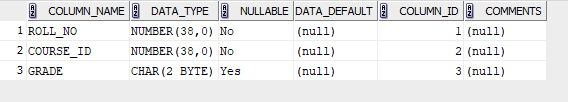 COLUMN_NAME DATA_TYPE NULLABLE DATA_DEFAULT COLUMN_ID COMMENTS
1 ROLL_NO NUMBER(38,0) No (null) 1 (null)
2 COURSE_ID NUMBER(38,0) No (null) 2 (null)
3 GRADE CHAR(2 BYTE) Yes (null) 3 (null)